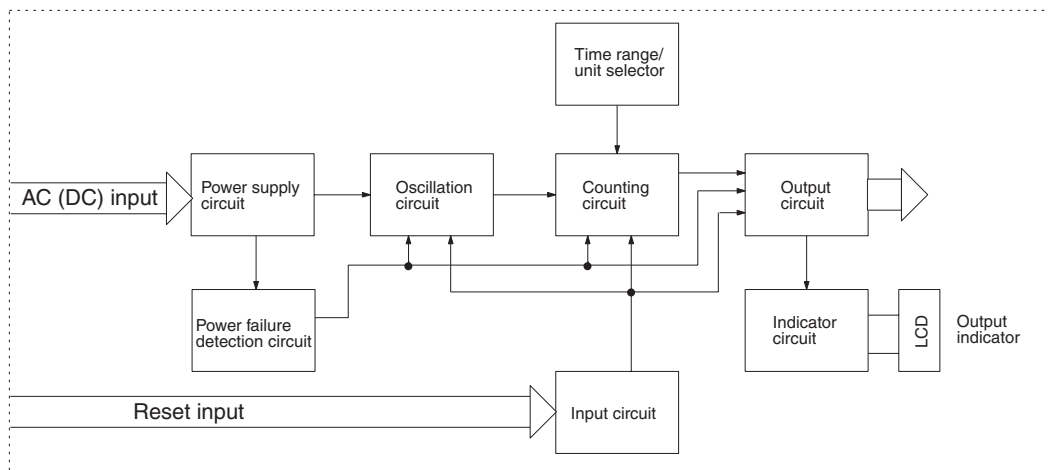 Time range/
unit selector
AC (DC) input
Power supply
circuit
Oscillation
circuit
Counting
circuit
Output
circuit
Power failure
detection circuit
Indicator
circuit
LCD
Output
indicator
Reset input
Input circuit